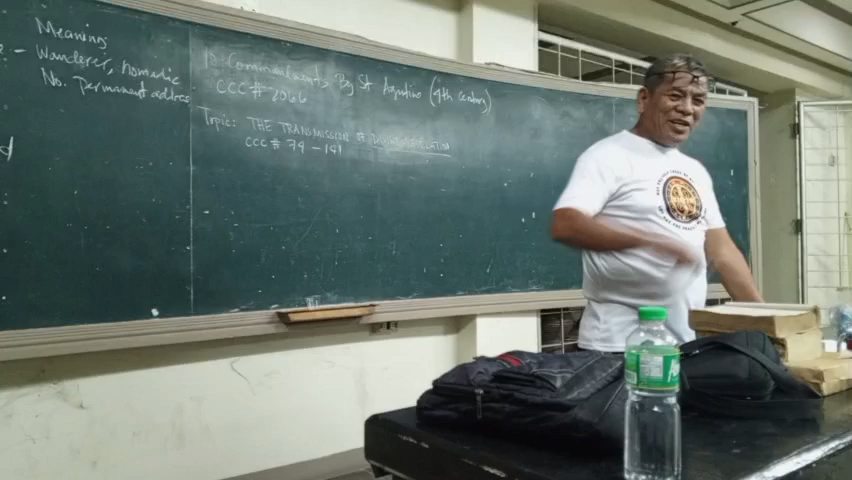 Meaning:
- Wanderer, nomadic
No. permanent address
10 Commandments By St Agustine (4th century)
CCC # 2066
Topic: THE TRANSMISSION OF DIVINE REVELATION
CCC # 74 - 141